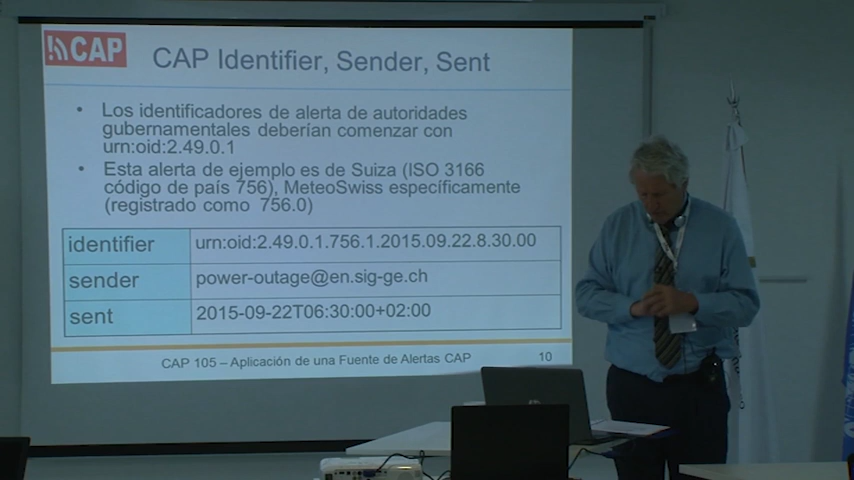 CAP
CAP Identifier, Sender, Sent
• Los identificadores de alerta de autoridades
gubernamentales deberían comenzar con
urn:oid:2.49.0.1
• Esta alerta de ejemplo es de Suiza (ISO 3166
código de país 756), MeteoSwiss específicamente
(registrado como 756.0)
identifier urn:oid:2.49.0.1.756.1.2015.09.22.8.30.00
sender power-outage@en.sig-ge.ch
sent 2015-09-22T06:30:00+02:00
CAP 105 – Aplicación de una Fuente de Alertas CAP 10